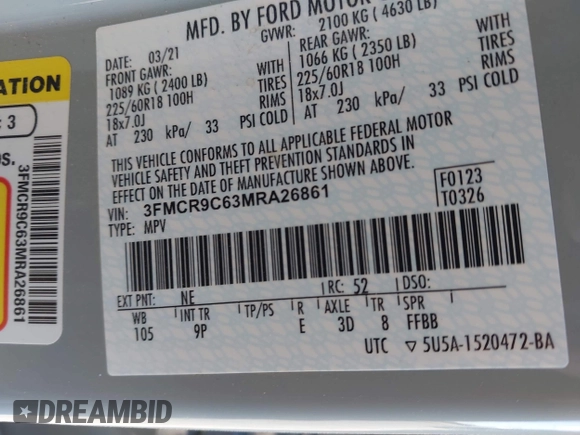 MFD. BY FORD MOTOR
GVWR: 2100 KG ( 4630 LB)
DATE: 03/21
FRONT GAWR:
1089 KG ( 2400 LB)
225/60R18 100H
18x7.0J
AT 230 kPa/ 33
WITH
TIRES
RIMS
PSI COLD
REAR GAWR:
1066 KG ( 2350 LB)
225/60R18 100H
18x7.0J
AT 230 kPa/ 33
WITH
TIRES
RIMS
PSI COLD
THIS VEHICLE CONFORMS TO ALL APPLICABLE FEDERAL MOTOR
VEHICLE SAFETY AND THEFT PREVENTION STANDARDS IN
EFFECT ON THE DATE OF MANUFACTURE SHOWN ABOVE.
VIN: 3FMCR9C63MRA26861
TYPE: MPV
F0123
T0326
EXT PNT: NE RC: 52 DSO:
WB INT TR TP/PS R AXLE TR SPR
105 9P E 3D 8 FFBB
UTC ▽ 5U5A-1520472-BA
ATION
3
3FMCR9C63MRA26861
DREAMBID